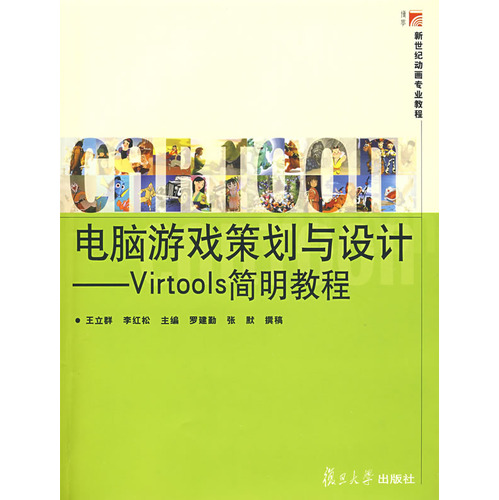 博学
新世纪动画专业教程
CARTOON
电脑游戏策划与设计
——Virtools简明教程
• 王立群 李红松 主编 罗建勤 张 默 撰稿
复旦大学出版社